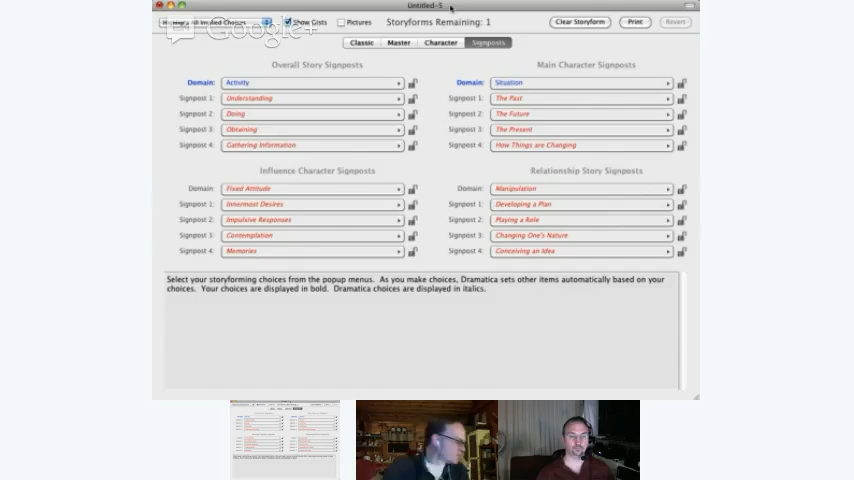 Untitled-5
Show Gists
Pictures
Storyforms Remaining: 1
Clear Storyform
Print
Revert
Google+
Classic
Master
Character
Signposts
Overall Story Signposts
Domain: Activity
Signpost 1: Understanding
Signpost 2: Doing
Signpost 3: Obtaining
Signpost 4: Gathering Information
Main Character Signposts
Domain: Situation
Signpost 1: The Past
Signpost 2: The Future
Signpost 3: The Present
Signpost 4: How Things are Changing
Influence Character Signposts
Domain: Fixed Attitude
Signpost 1: Innermost Desires
Signpost 2: Impulsive Responses
Signpost 3: Contemplation
Signpost 4: Memories
Relationship Story Signposts
Domain: Manipulation
Signpost 1: Developing a Plan
Signpost 2: Playing a Role
Signpost 3: Changing One's Nature
Signpost 4: Conceiving an Idea
Select your storyforming choices from the popup menus. As you make choices, Dramatica sets other items automatically based on your
choices. Your choices are displayed in bold. Dramatica choices are displayed in italics.